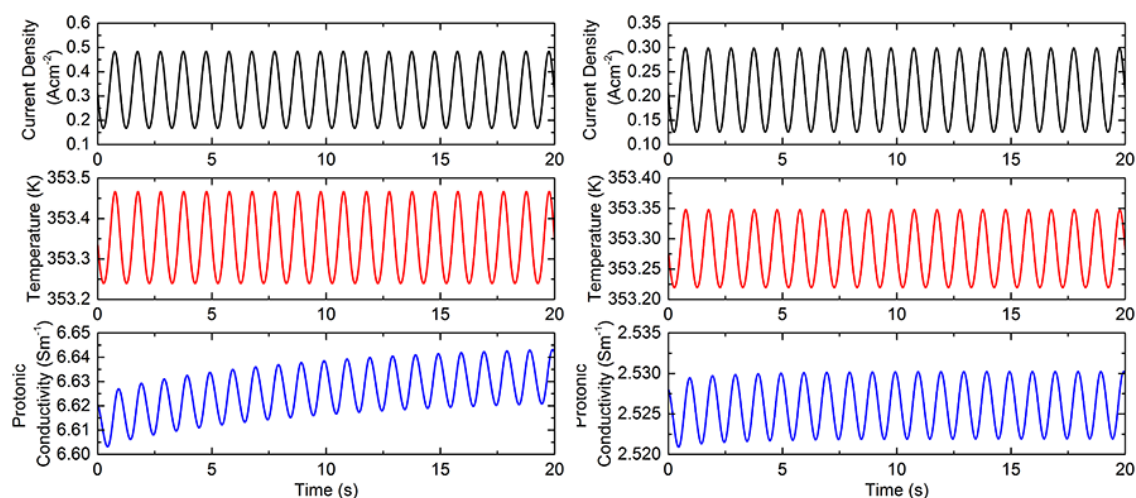 Current Density
(Acm⁻²)
0.6
0.5
0.4
0.3
0.2
0.1
0 5 10 15 20
Temperature (K)
353.5
353.4
353.3
353.2
0 5 10 15 20
Protonic
Conductivity (Sm⁻¹)
6.65
6.64
6.63
6.62
6.61
6.60
0 5 10 15 20
Time (s)
Current Density
(Acm⁻²)
0.35
0.30
0.25
0.20
0.15
0.10
0 5 10 15 20
Temperature (K)
353.40
353.35
353.30
353.25
353.20
0 5 10 15 20
Protonic
Conductivity (Sm⁻¹)
2.535
2.530
2.525
2.520
0 5 10 15 20
Time (s)